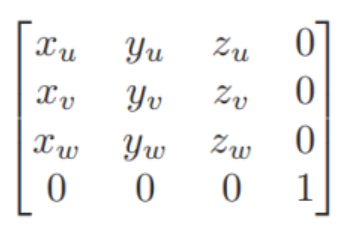 x_u y_u z_u 0
x_v y_v z_v 0
x_w y_w z_w 0
0 0 0 1